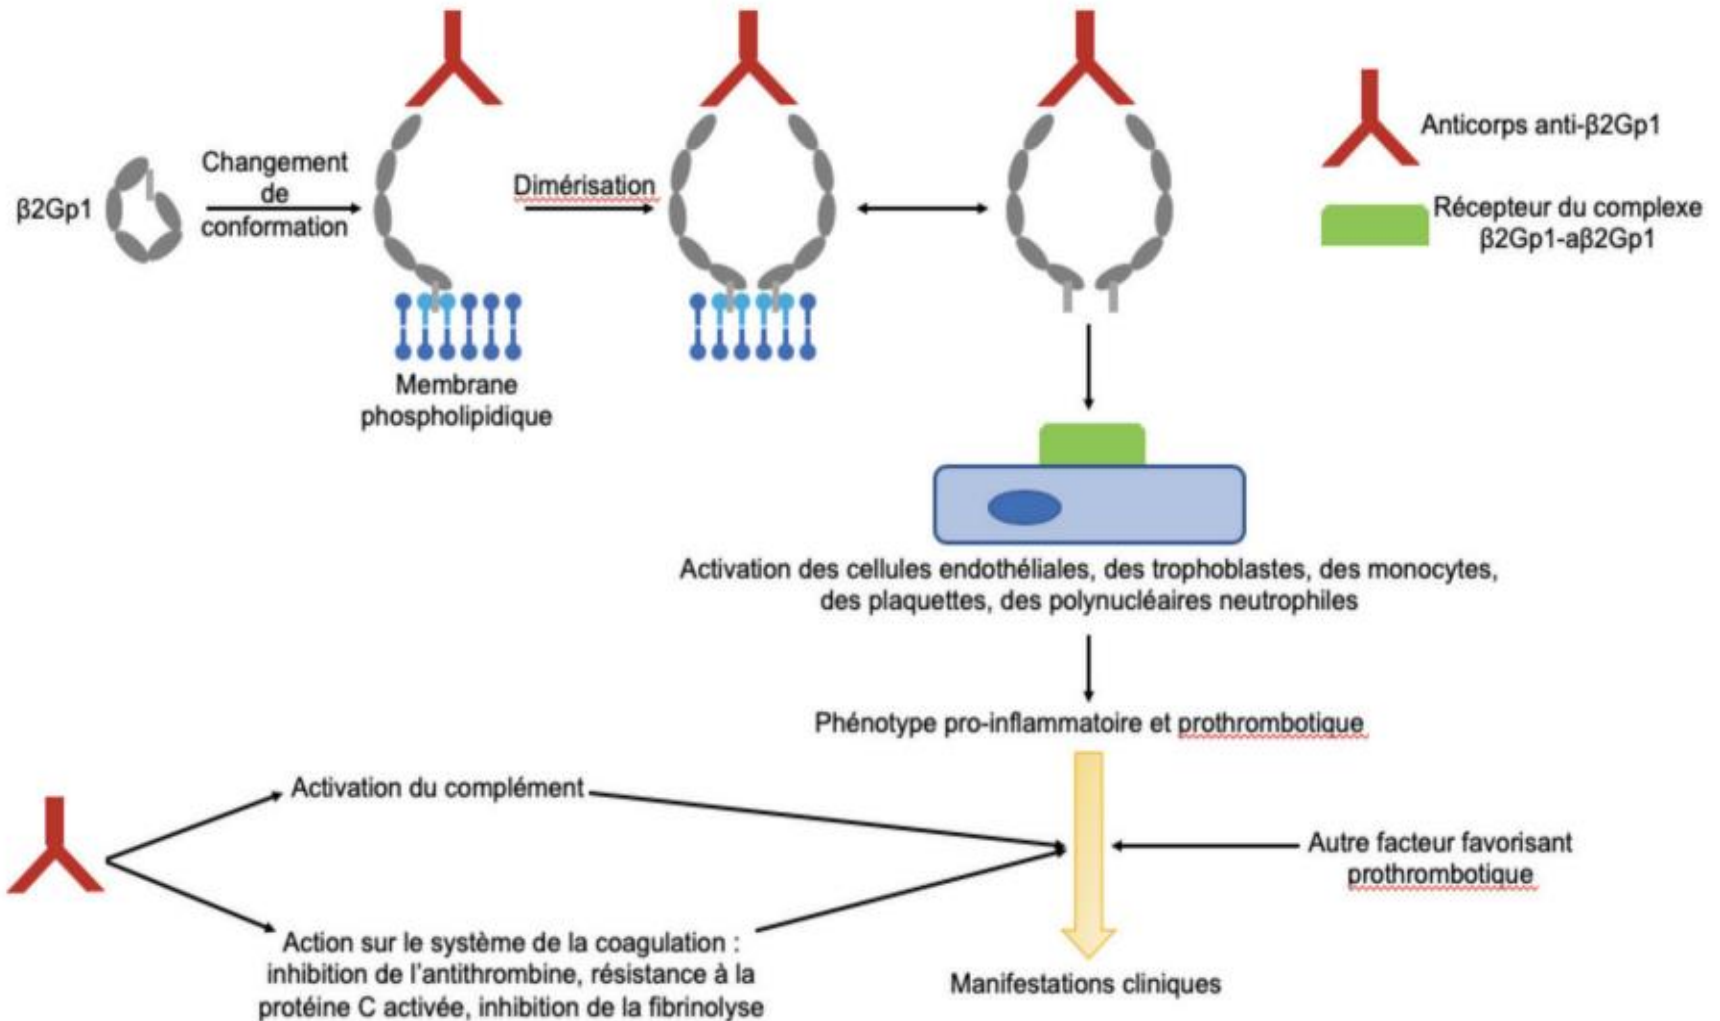 β2Gp1
Changement
de
conformation
Dimérisation
Membrane
phospholipidique
Anticorps anti-β2Gp1
Récepteur du complexe
β2Gp1-aβ2Gp1
Activation des cellules endothéliales, des trophoblastes, des monocytes,
des plaquettes, des polynucléaires neutrophiles
Phénotype pro-inflammatoire et prothrombotique
Activation du complément
Autre facteur favorisant
prothrombotique
Action sur le système de la coagulation :
inhibition de l'antithrombine, résistance à la
protéine C activée, inhibition de la fibrinolyse
Manifestations cliniques